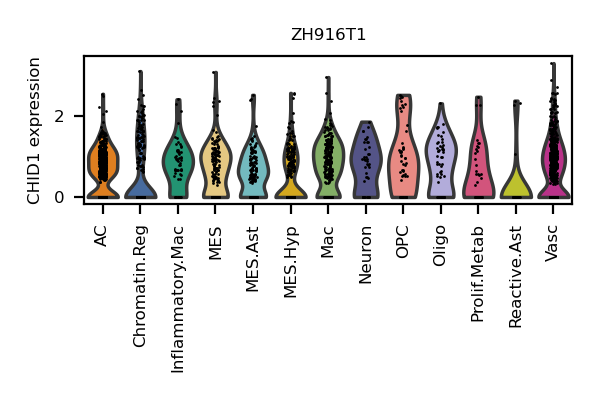 ZH916T1
CHID1 expression
2
0
AC
Chromatin.Reg
Inflammatory.Mac
MES
MES.Ast
MES.Hyp
Mac
Neuron
OPC
Oligo
Prolif.Metab
Reactive.Ast
Vasc